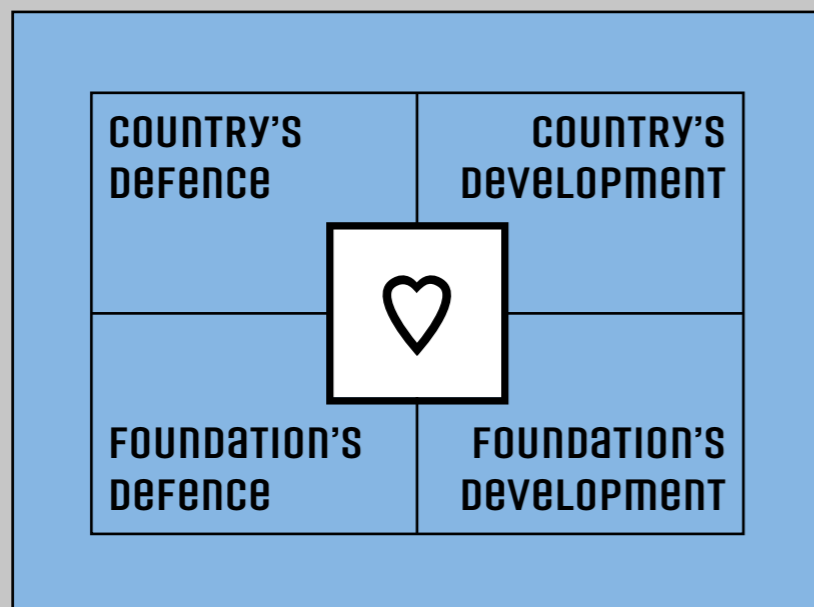 COUNTRY'S
DEFENCE
COUNTRY'S
DEVELOPMENT
FOUNDATION'S
DEFENCE
FOUNDATION'S
DEVELOPMENT